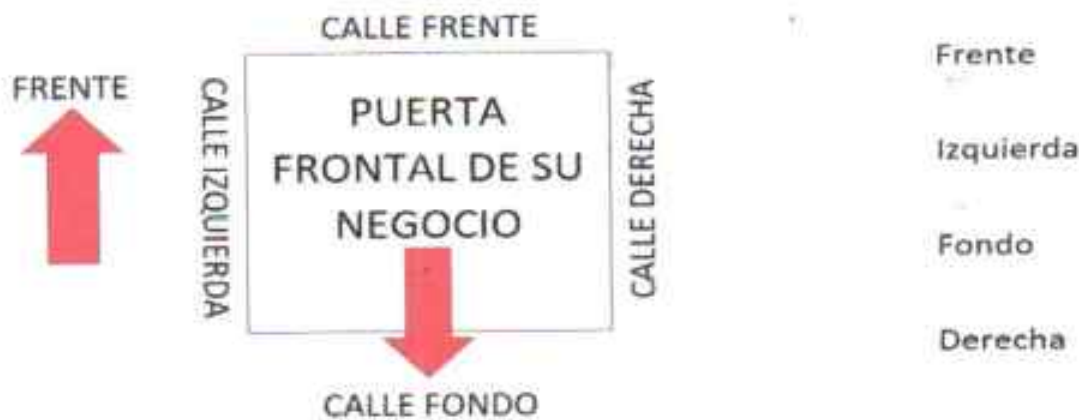 CALLE FRENTE
FRENTE
CALLE IZQUIERDA
PUERTA
FRONTAL DE SU
NEGOCIO
CALLE DERECHA
CALLE FONDO
Frente
Izquierda
Fondo
Derecha